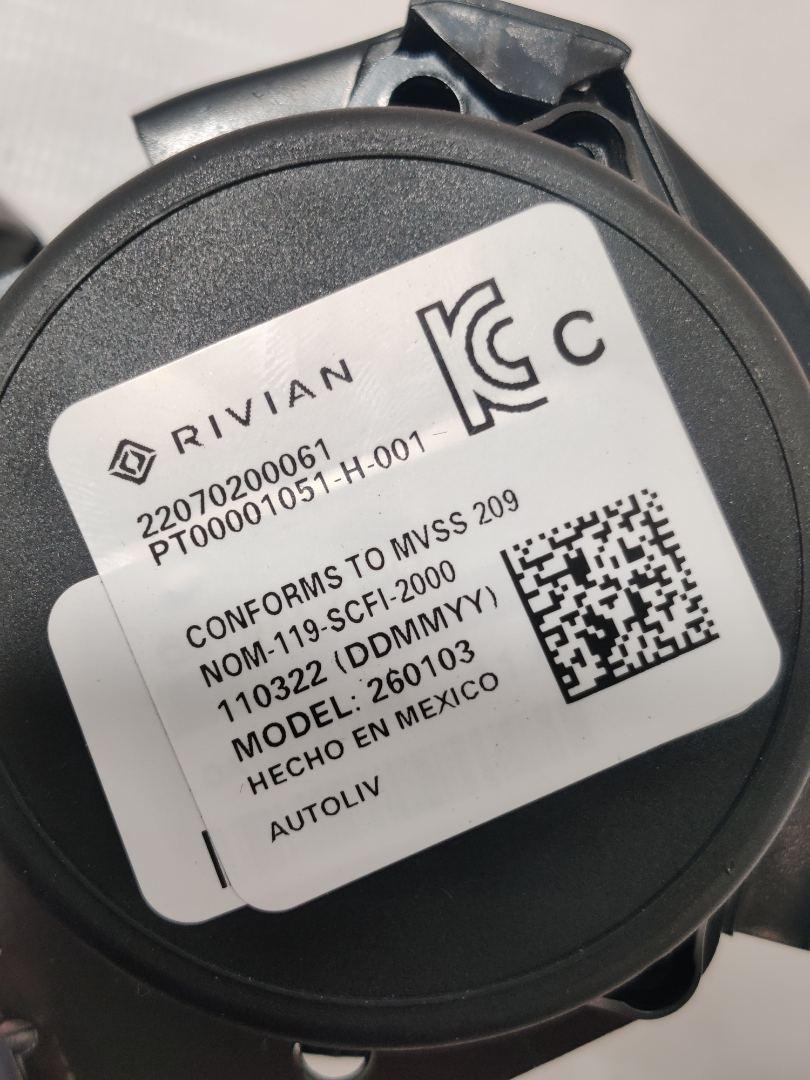 RIVIAN
KC C
22070200061
PT00001051-H-001
CONFORMS TO MVSS 209
NOM-119-SCFI-2000
110322 (DDMMYY)
MODEL: 260103
HECHO EN MEXICO
AUTOLIV